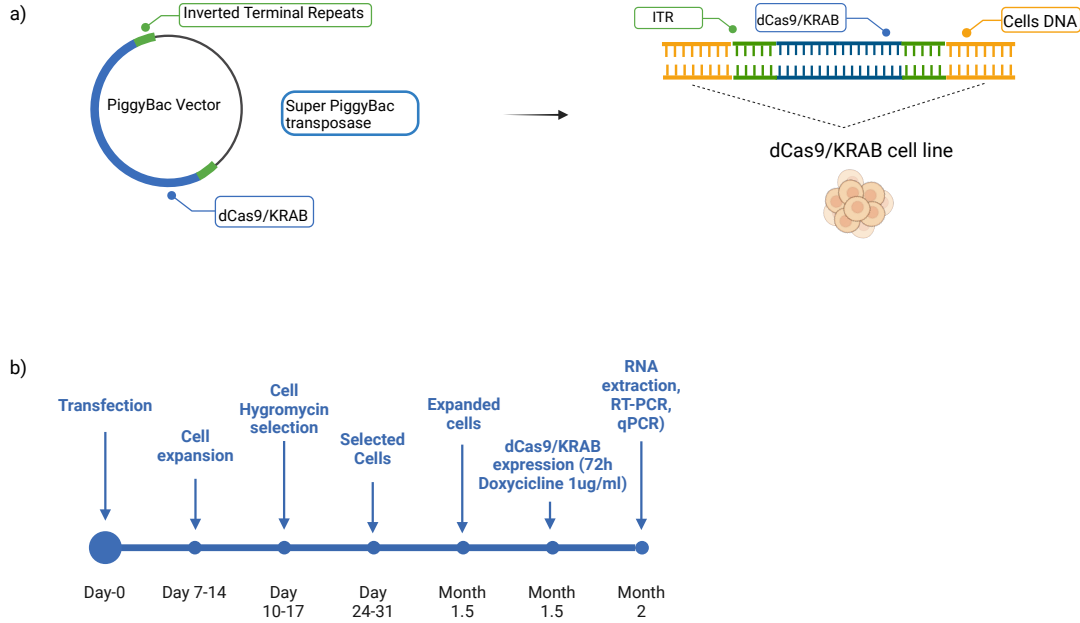 a)
Inverted Terminal Repeats
PiggyBac Vector
Super PiggyBac
transposase
dCas9/KRAB
ITR
dCas9/KRAB
Cells DNA
dCas9/KRAB cell line
b)
Transfection
Cell
expansion
Cell
Hygromycin
selection
Selected
Cells
Expanded
cells
dCas9/KRAB
expression (72h
Doxycicline 1ug/ml)
RNA
extraction,
RT-PCR,
qPCR)
Day-0
Day 7-14
Day
10-17
Day
24-31
Month
1.5
Month
1.5
Month
2